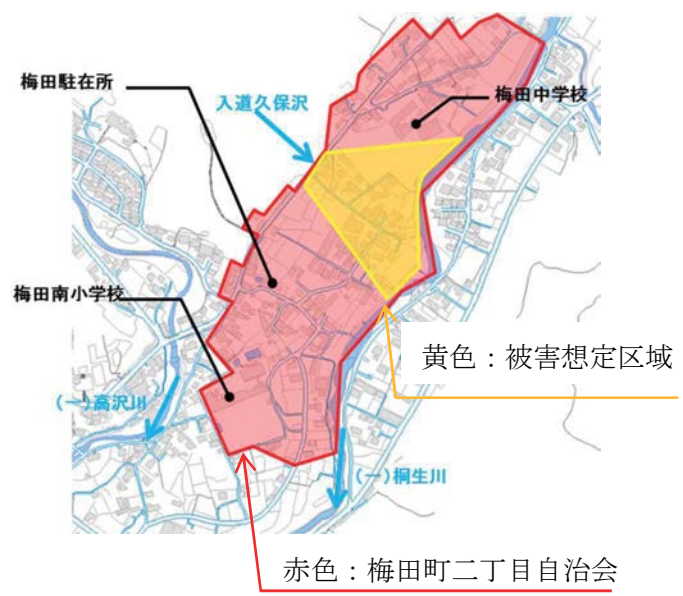 梅田駐在所
入道久保沢
梅田中学校
梅田南小学校
黄色：被害想定区域
(一)高沢川
(一)桐生川
赤色：梅田町二丁目自治会